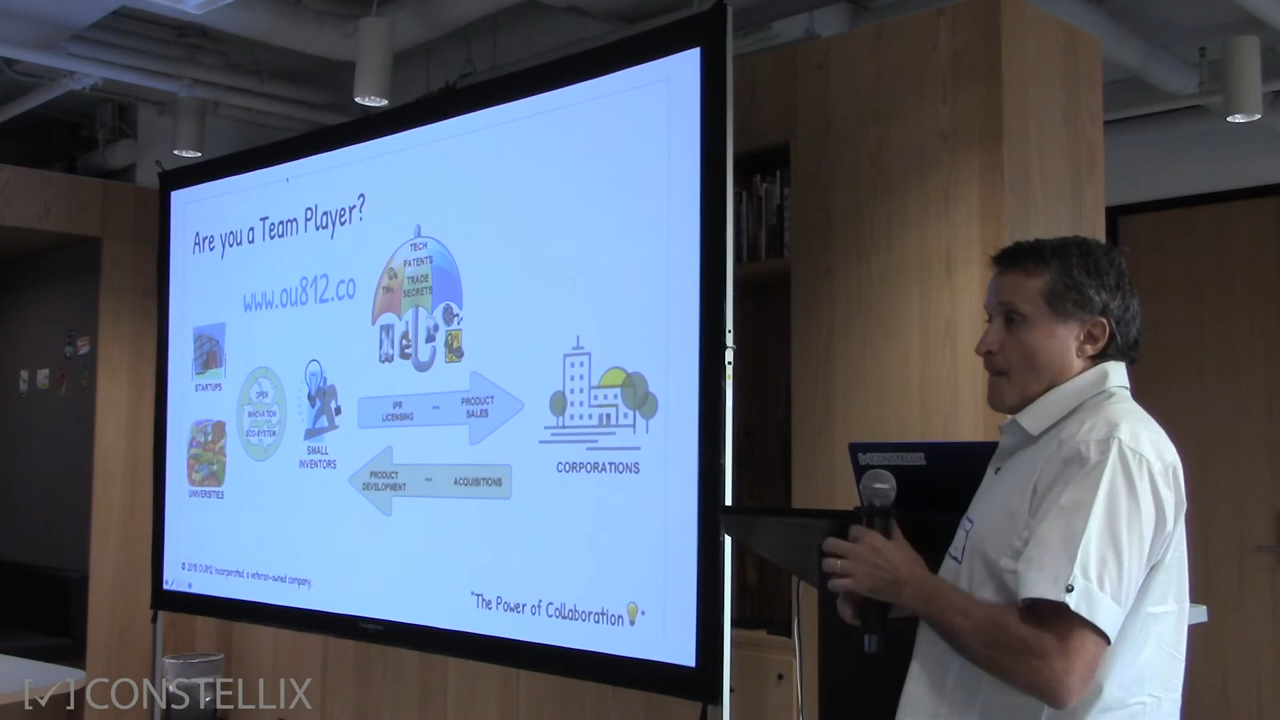 Are you a Team Player?
www.ou812.co
TECH
PATENTS
TRADE
SECRETS
STARTUPS
OPEN
INNOVATION
ECO-SYSTEM
SMALL
INVENTORS
UNIVERSITIES
IPR
LICENSING
PRODUCT
SALES
PRODUCT
DEVELOPMENT
ACQUISITIONS
CORPORATIONS
© 2018 OU812 Incorporated, a veteran-owned company.
"The Power of Collaboration"
CONSTELLIX
CONSTELLIX